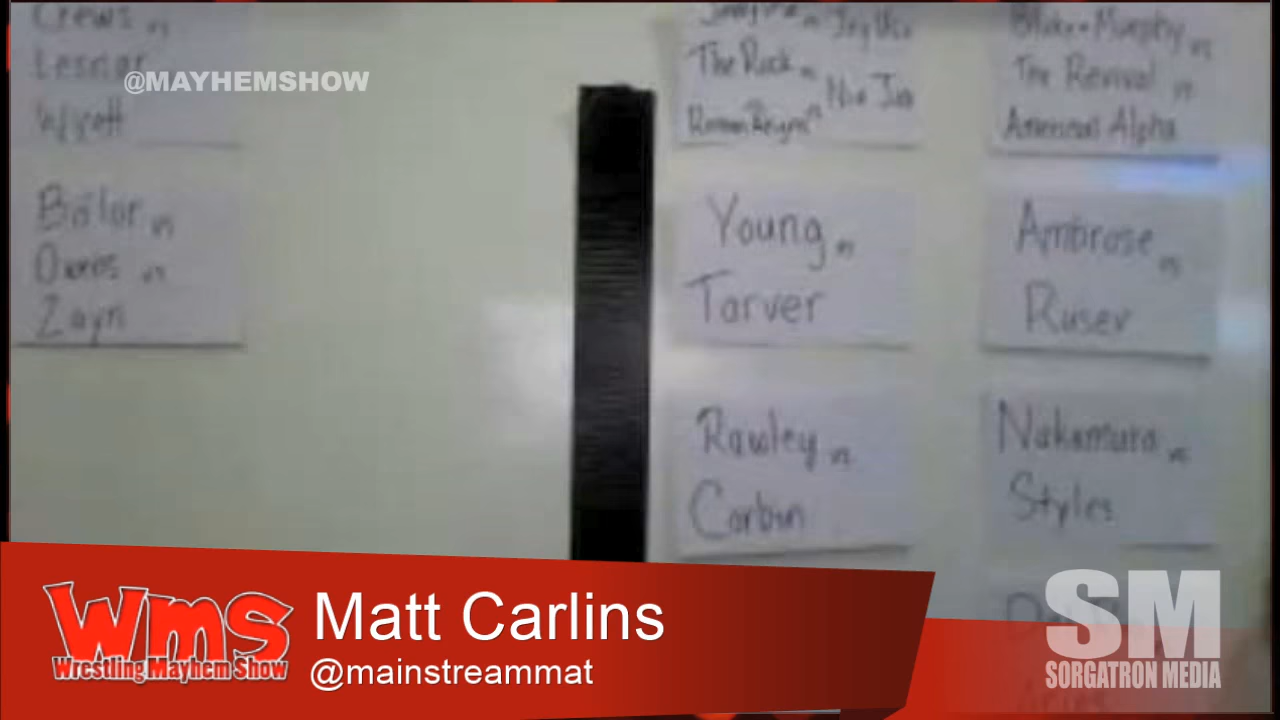 Crews vs
Lesnar
Wyatt
Bálor vs
Owens vs
Zayn
@MAYHEMSHOW
The Rock vs
Nia Jax
Roman Reigns
Young vs
Tarver
Rawley vs
Corbin
Blake + Murphy vs
The Revival vs
American Alpha
Ambrose vs
Rusev
Nakamura vs
Styles
Wms
Wrestling Mayhem Show
Matt Carlins
@mainstreammat
SM
SORGATRON MEDIA